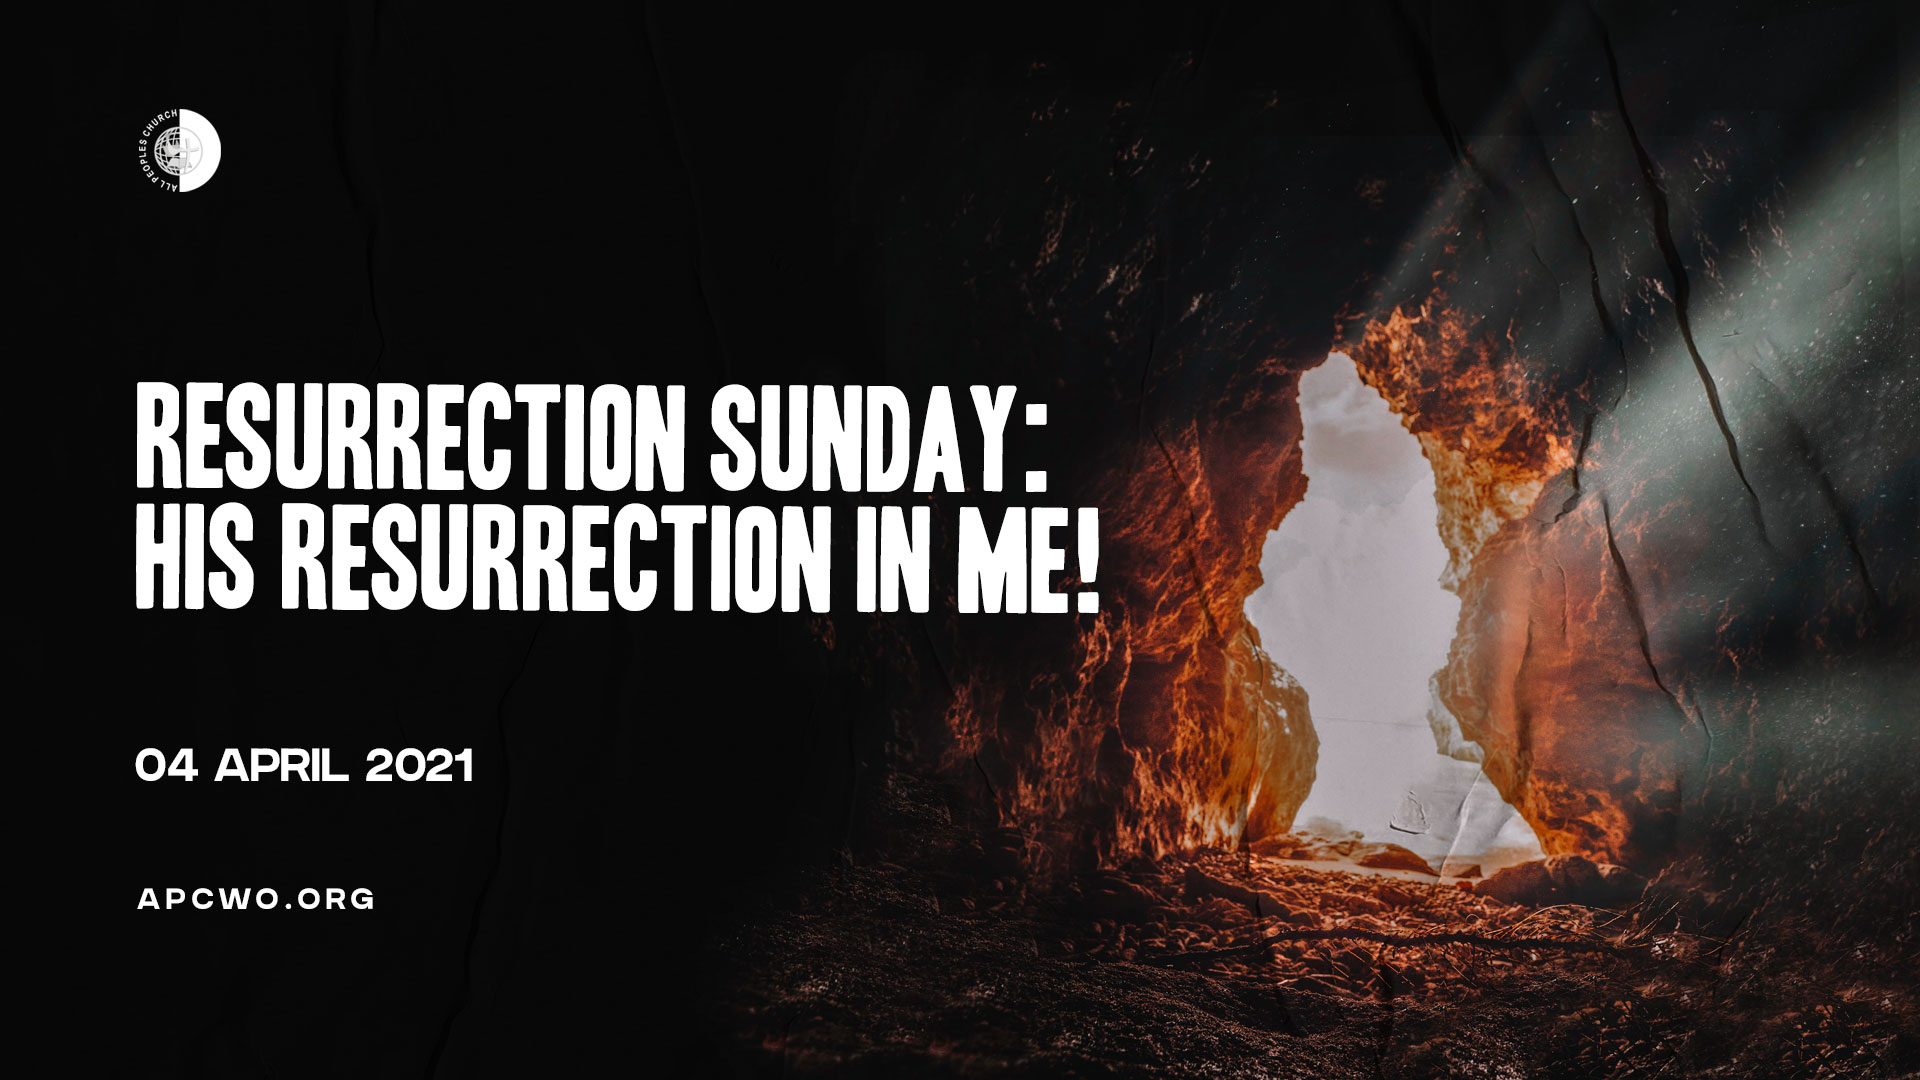 ALL PEOPLES CHURCH
RESURRECTION SUNDAY:
HIS RESURRECTION IN ME!
04 APRIL 2021
APCWO.ORG